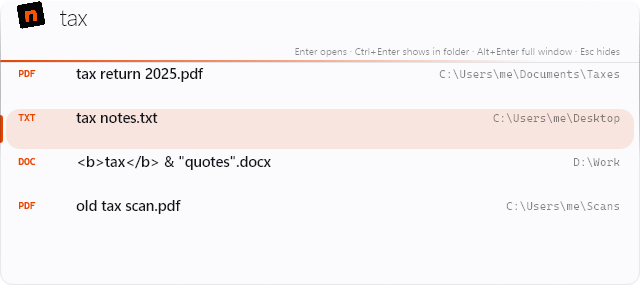 n tax
Enter opens · Ctrl+Enter shows in folder · Alt+Enter full window · Esc hides
PDF tax return 2025.pdf C:\Users\me\Documents\Taxes
TXT tax notes.txt C:\Users\me\Desktop
DOC <b>tax</b> & "quotes".docx D:\Work
PDF old tax scan.pdf C:\Users\me\Scans